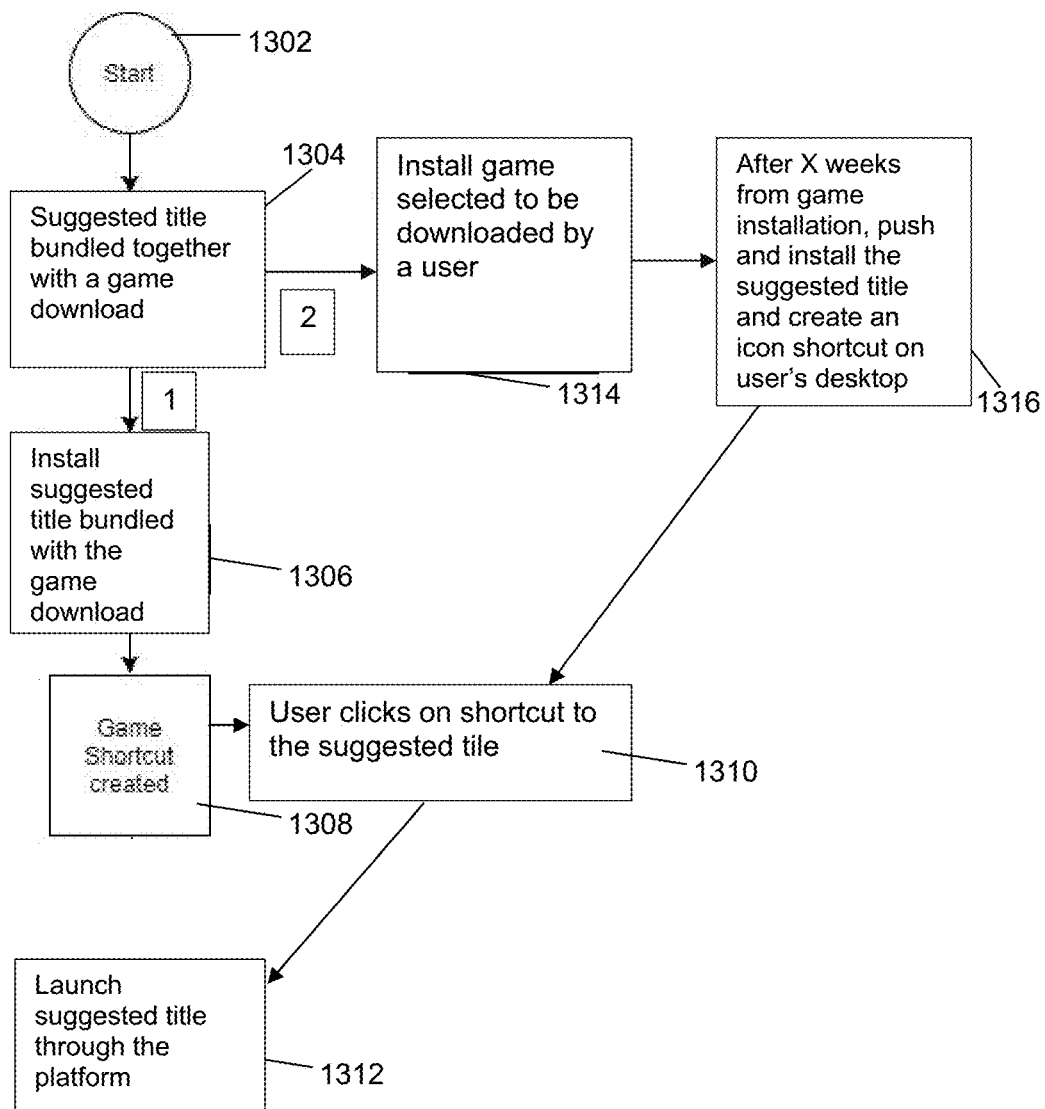 1302
Start
1304
Suggested title
bundled together
with a game
download
2
Install game
selected to be
downloaded by
a user
1314
After X weeks
from game
installation, push
and install the
suggested title
and create an
icon shortcut on
user's desktop
1316
1
Install
suggested
title bundled
with the
game
download
1306
Game
Shortcut
created
1308
User clicks on shortcut to
the suggested tile
1310
Launch
suggested title
through the
platform
1312